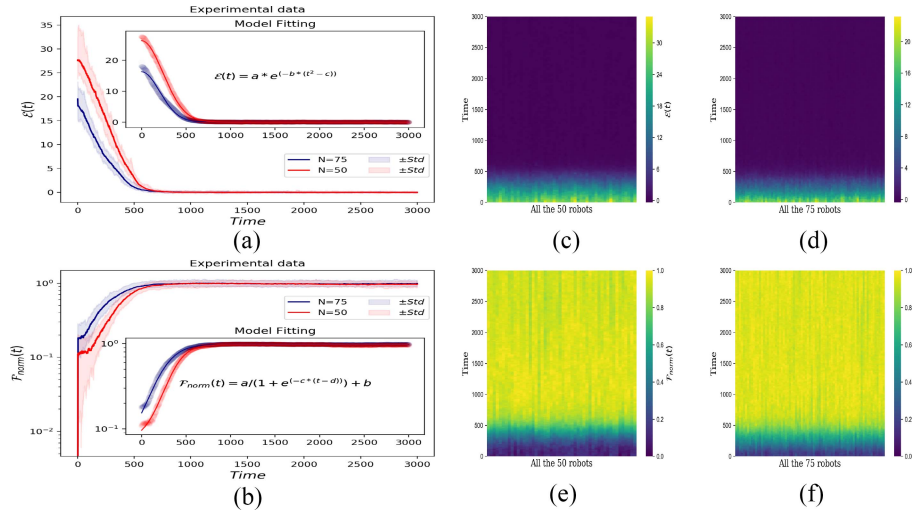 Experimental data
Model Fitting
ℰ(t) = a * e^(−b*(t²−c))
35
30
25
20
15
10
5
0
ℰ(t)
20
10
0
0 500 1000 1500 2000 2500 3000
N=75 ±Std
N=50 ±Std
0 500 1000 1500 2000 2500 3000
Time
(a)
3000
2500
2000
1500
1000
500
0
Time
All the 50 robots
30
24
18
12
6
0
ℰ(t)
(c)
3000
2500
2000
1500
1000
500
0
Time
All the 75 robots
24
20
16
12
8
4
0
(d)
Experimental data
10⁰
10⁻¹
10⁻²
ℱnorm(t)
N=75 ±Std
N=50 ±Std
Model Fitting
10⁰
10⁻¹
ℱnorm(t) = a/(1 + e^(−c*(t−d))) + b
0 500 1000 1500 2000 2500 3000
0 500 1000 1500 2000 2500 3000
Time
(b)
3000
2500
2000
1500
1000
500
0
Time
All the 50 robots
1.0
0.8
0.6
0.4
0.2
0.0
ℱnorm(t)
(e)
3000
2500
2000
1500
1000
500
0
Time
All the 75 robots
1.0
0.8
0.6
0.4
0.2
0.0
(f)